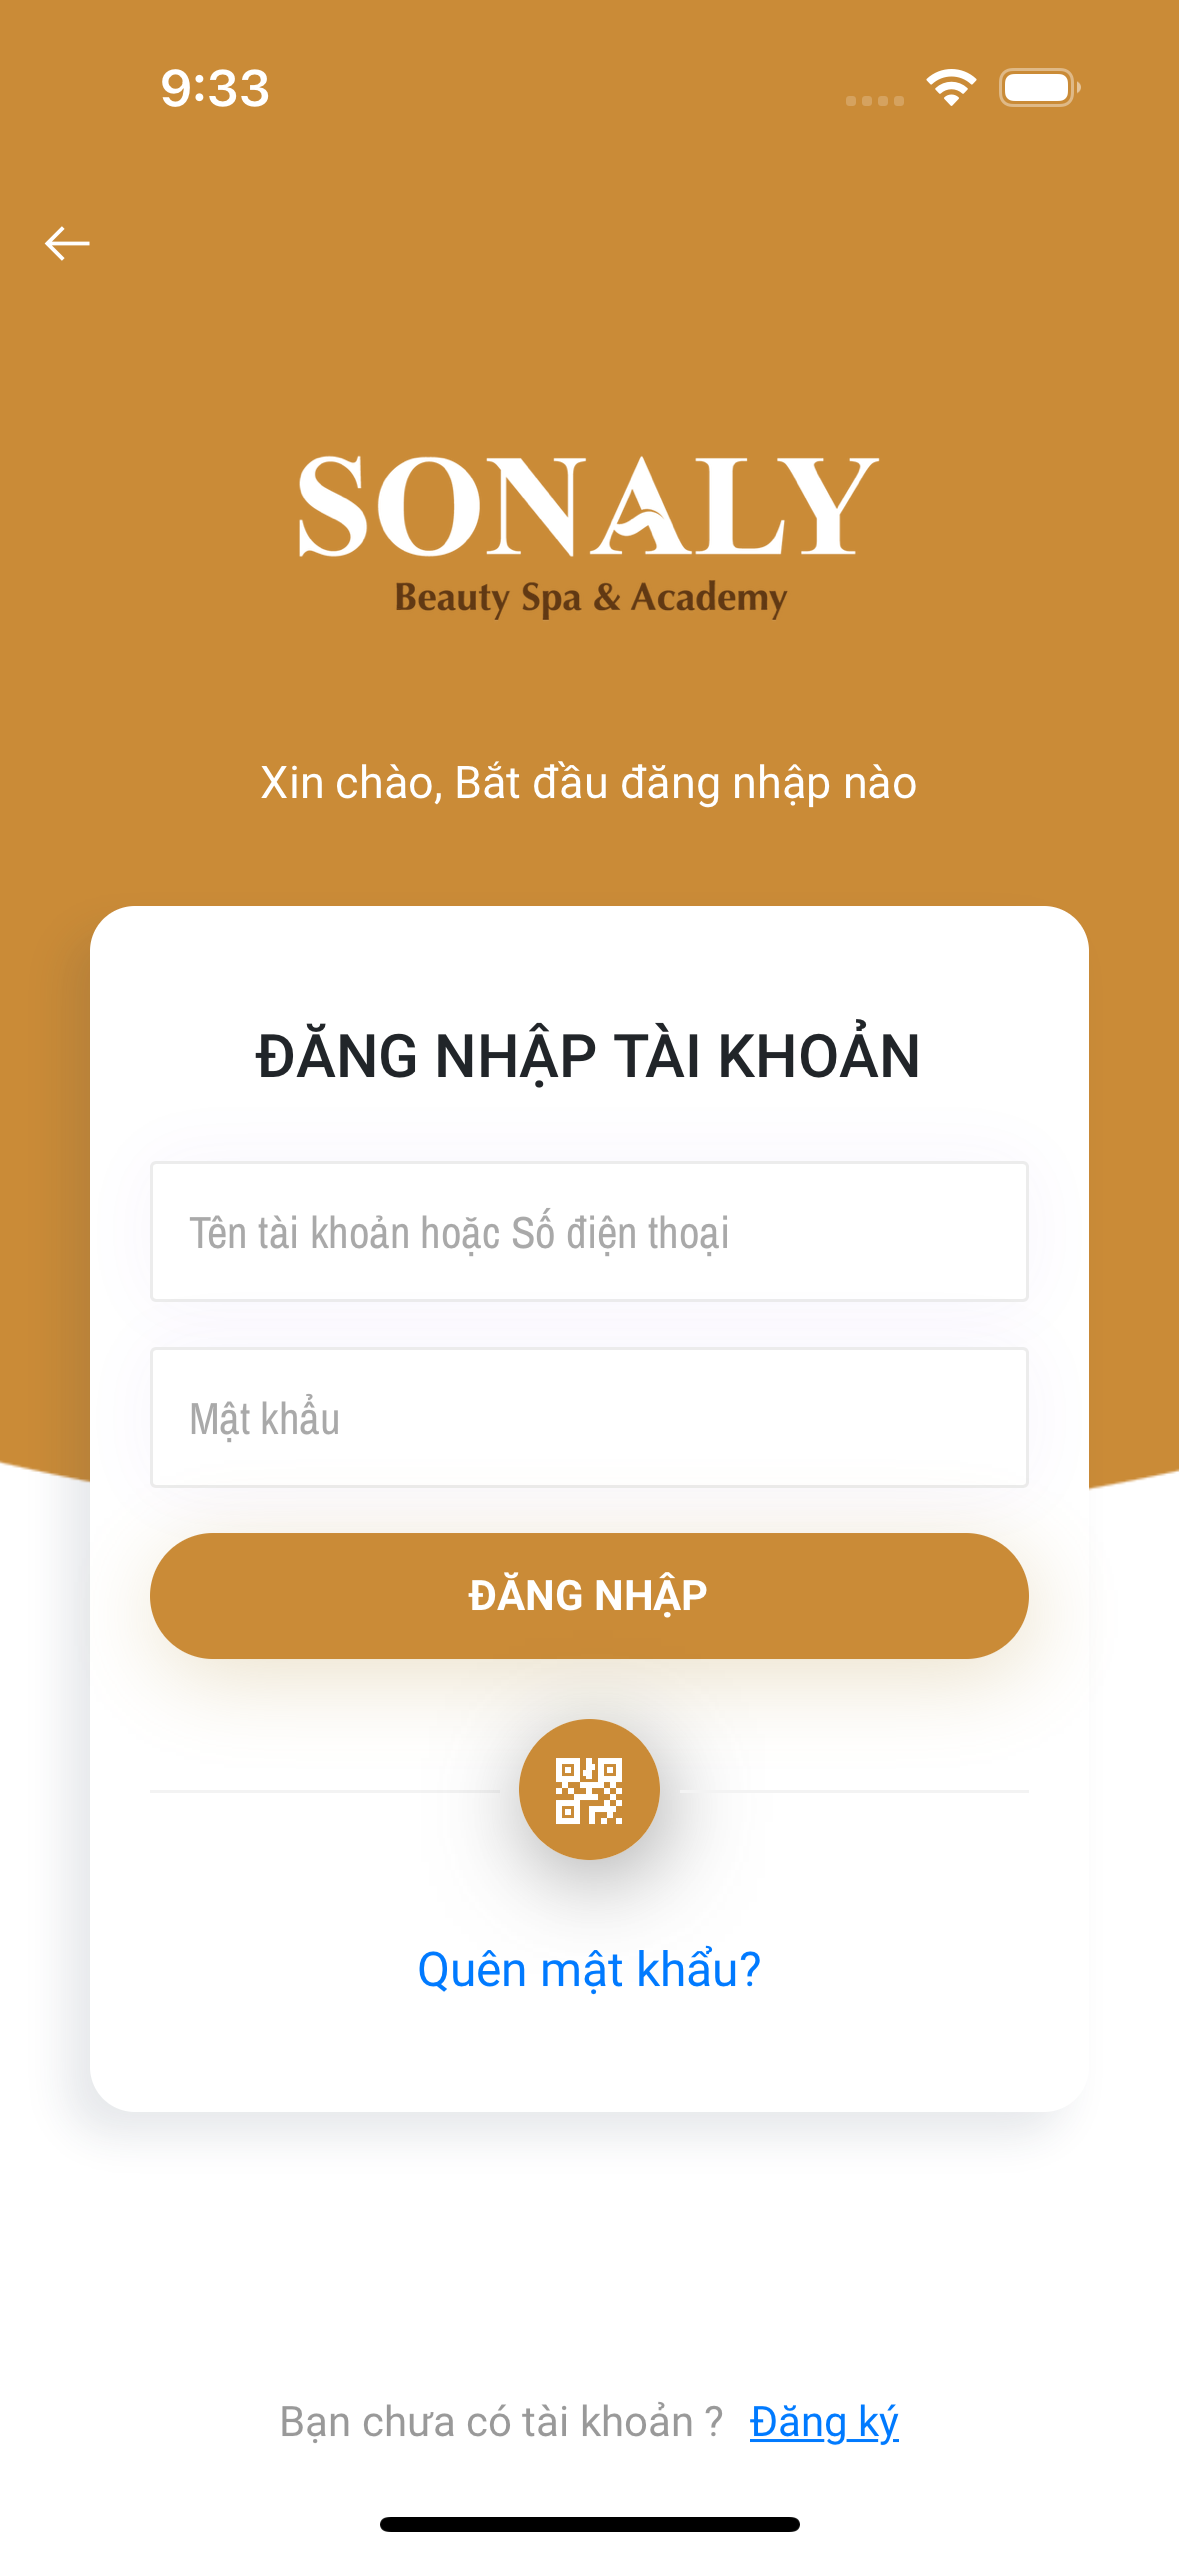 9:33
SONALY
Beauty Spa & Academy
Xin chào, Bắt đầu đăng nhập nào
ĐĂNG NHẬP TÀI KHOẢN
Tên tài khoản hoặc Số điện thoại
Mật khẩu
ĐĂNG NHẬP
Quên mật khẩu?
Bạn chưa có tài khoản ? Đăng ký